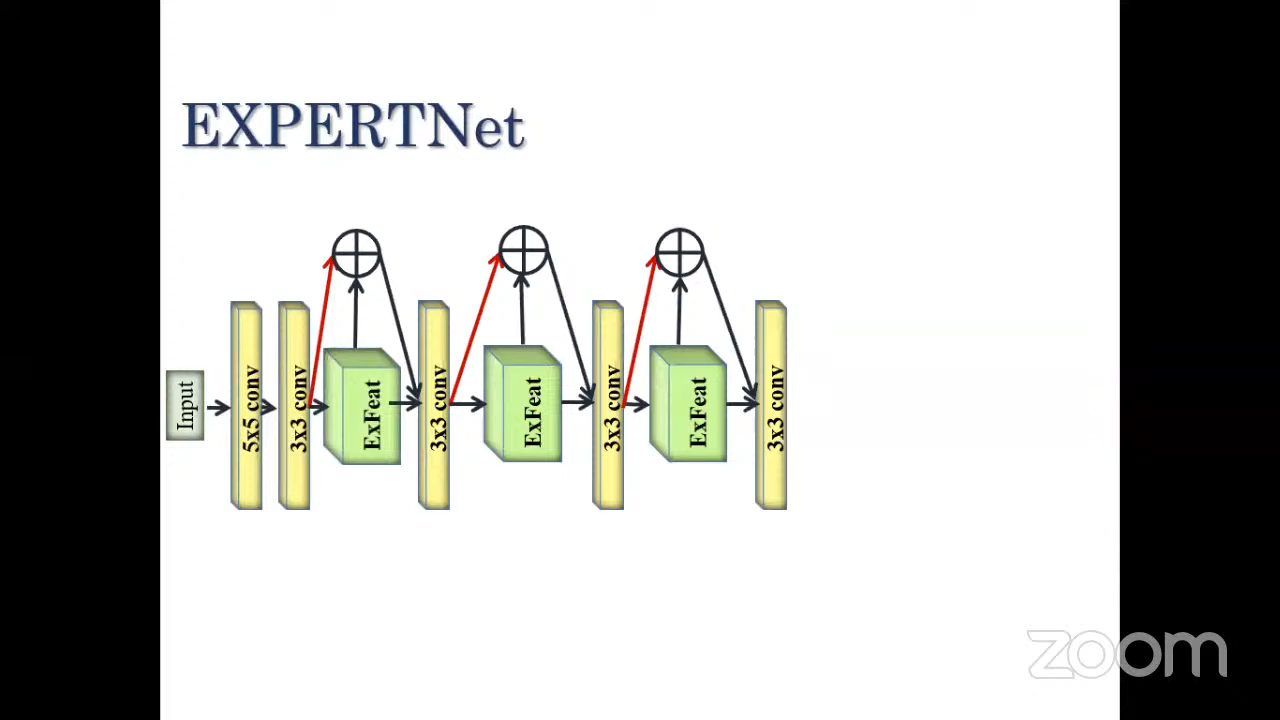 EXPERTNet
Input
5x5 conv
3x3 conv
ExFeat
3x3 conv
ExFeat
3x3 conv
ExFeat
3x3 conv
zoom